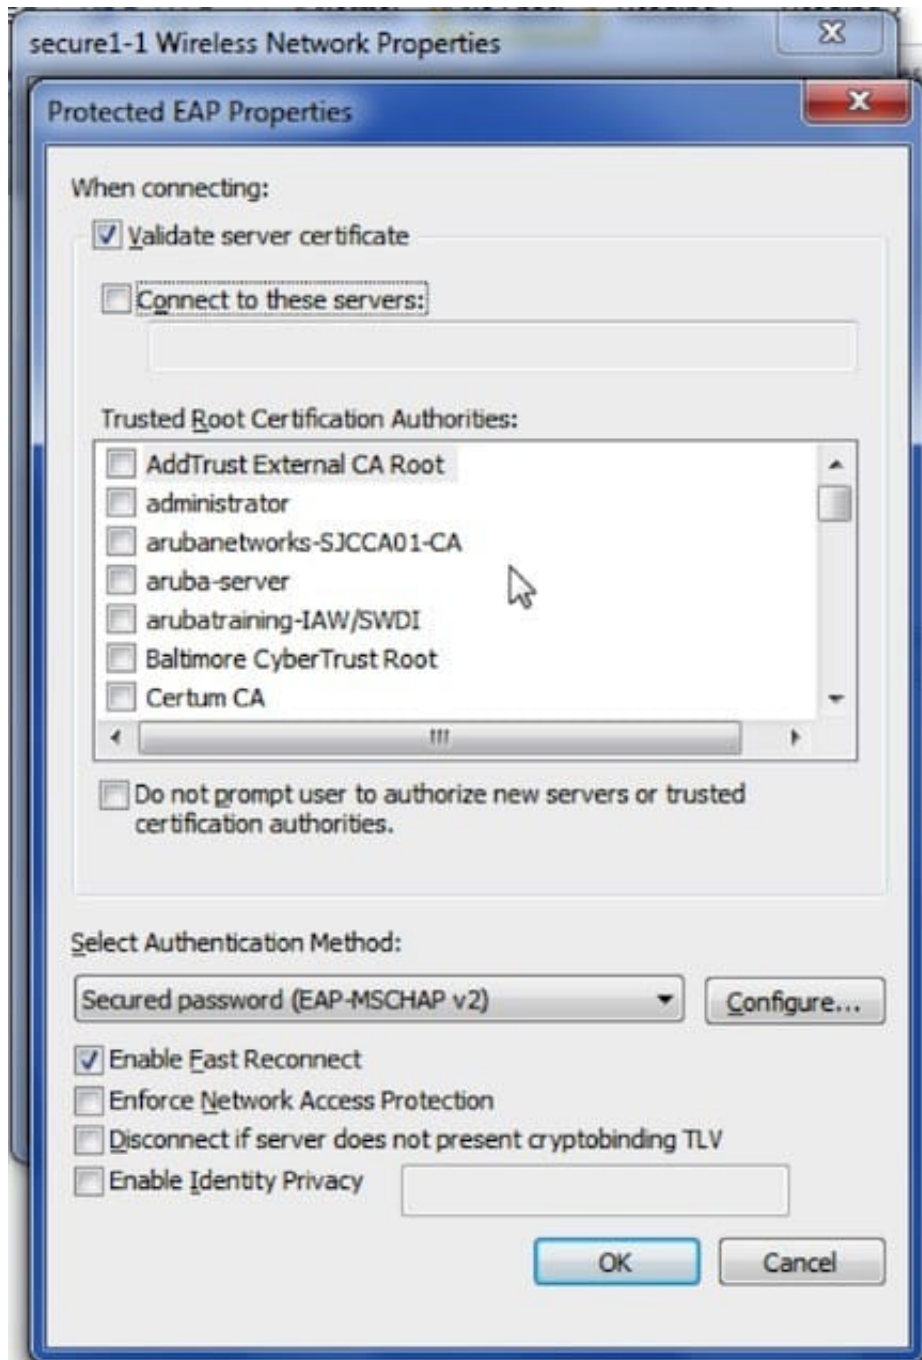 secure1-1 Wireless Network Properties
Protected EAP Properties
When connecting:
Validate server certificate
Connect to these servers:
Trusted Root Certification Authorities:
AddTrust External CA Root
administrator
arubanetworks-SJCCA01-CA
aruba-server
arubatraining-IAW/SWDI
Baltimore CyberTrust Root
Certum CA
Do not prompt user to authorize new servers or trusted
certification authorities.
Select Authentication Method:
Secured password (EAP-MSCHAP v2)
Configure...
Enable Fast Reconnect
Enforce Network Access Protection
Disconnect if server does not present cryptobinding TLV
Enable Identity Privacy
OK Cancel